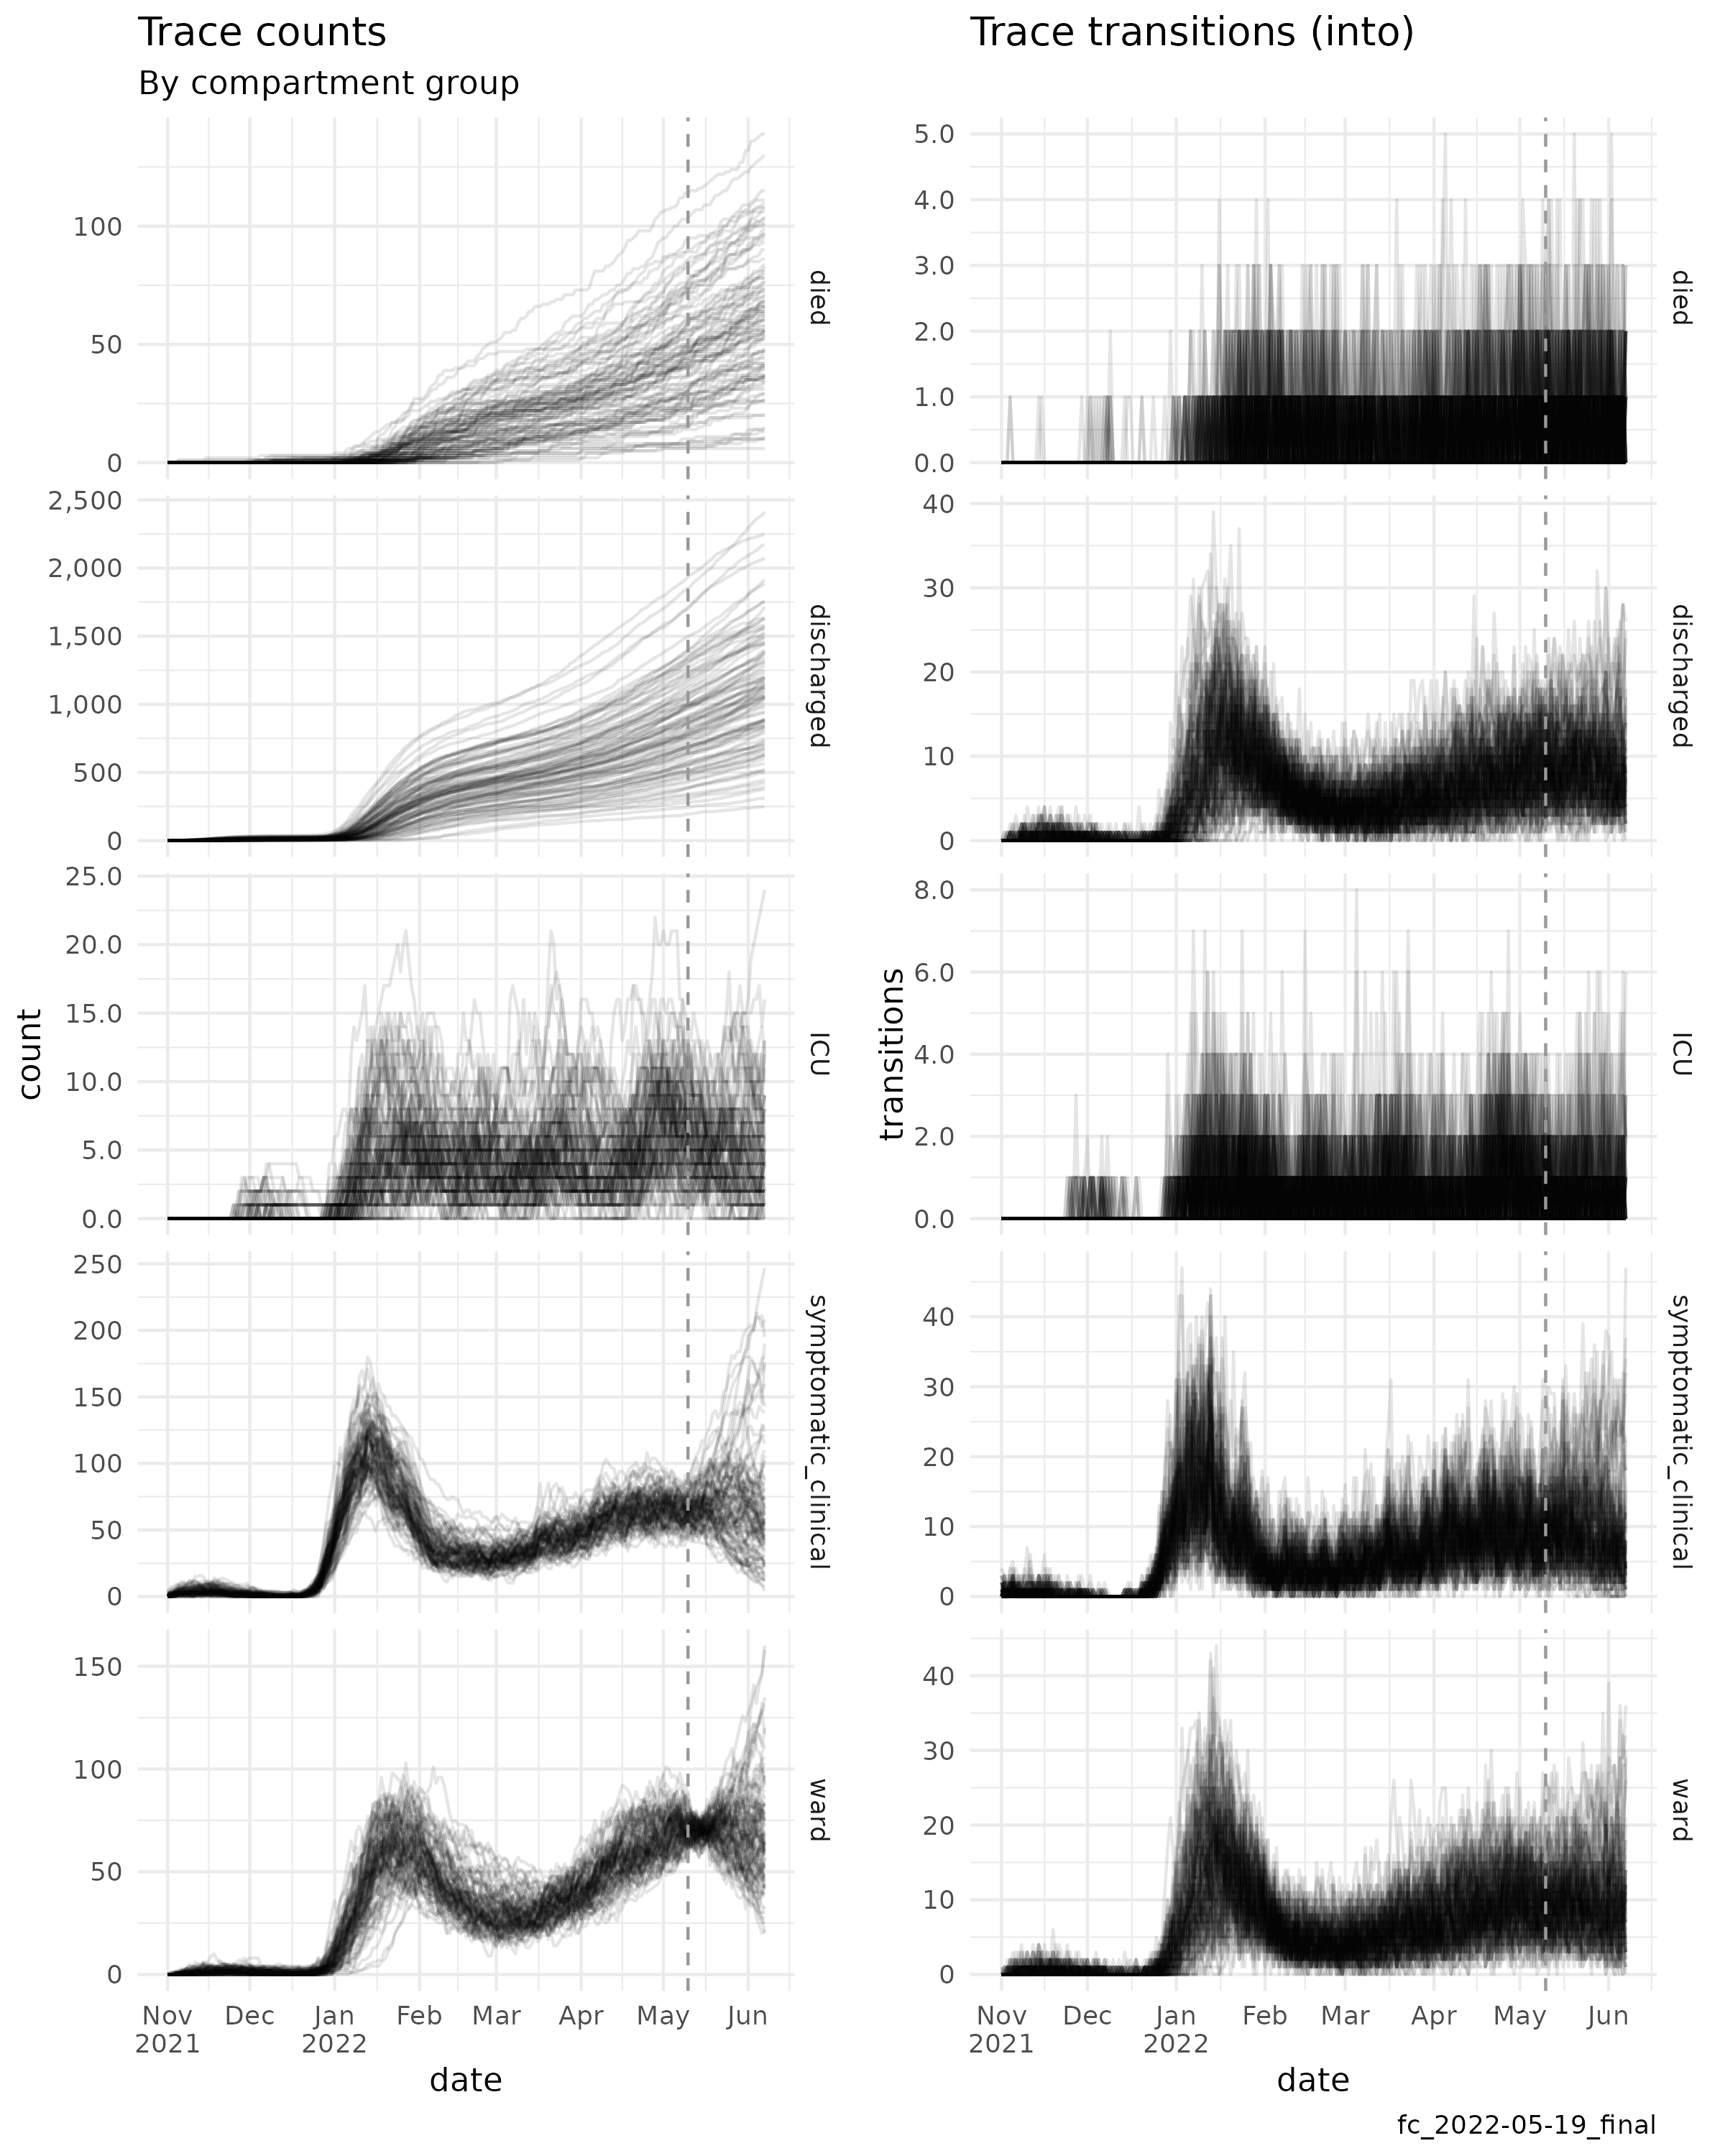 Trace counts
By compartment group
count
100
50
0
died
2,500
2,000
1,500
1,000
500
0
discharged
25.0
20.0
15.0
10.0
5.0
0.0
ICU
250
200
150
100
50
0
symptomatic_clinical
150
100
50
0
ward
Nov Dec Jan Feb Mar Apr May Jun
2021 2022
date
Trace transitions (into)
transitions
5.0
4.0
3.0
2.0
1.0
0.0
died
40
30
20
10
0
discharged
8.0
6.0
4.0
2.0
0.0
ICU
40
30
20
10
0
symptomatic_clinical
40
30
20
10
0
ward
Nov Dec Jan Feb Mar Apr May Jun
2021 2022
date
fc_2022-05-19_final